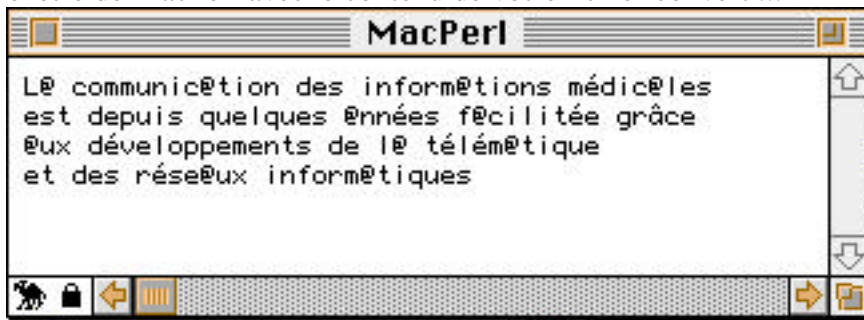 MacPerl
L@ communic@tion des inform@tions médic@les
est depuis quelques @nnées f@cilitée grâce
@ux développements de l@ télém@tique
et des rése@ux inform@tiques